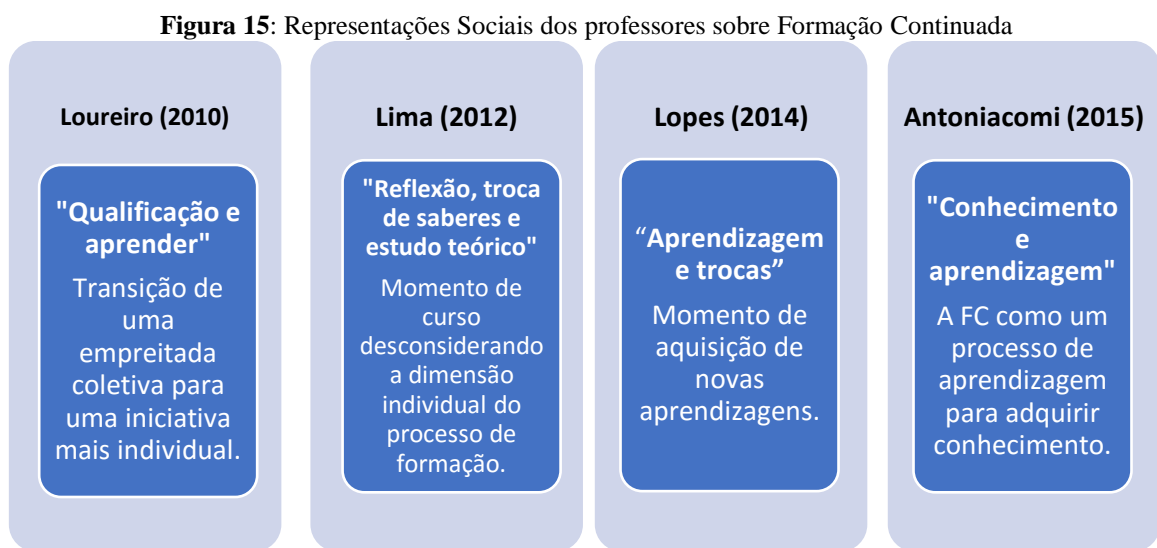 Figura 15: Representações Sociais dos professores sobre Formação Continuada
Loureiro (2010)
"Qualificação e
aprender"
Transição de
uma
empreitada
coletiva para
uma iniciativa
mais individual.
Lima (2012)
"Reflexão, troca
de saberes e
estudo teórico"
Momento de
curso
desconsiderando
a dimensão
individual do
processo de
formação.
Lopes (2014)
“Aprendizagem
e trocas”
Momento de
aquisição de
novas
aprendizagens.
Antoniacomi (2015)
"Conhecimento
e
aprendizagem"
A FC como um
processo de
aprendizagem
para adquirir
conhecimento.